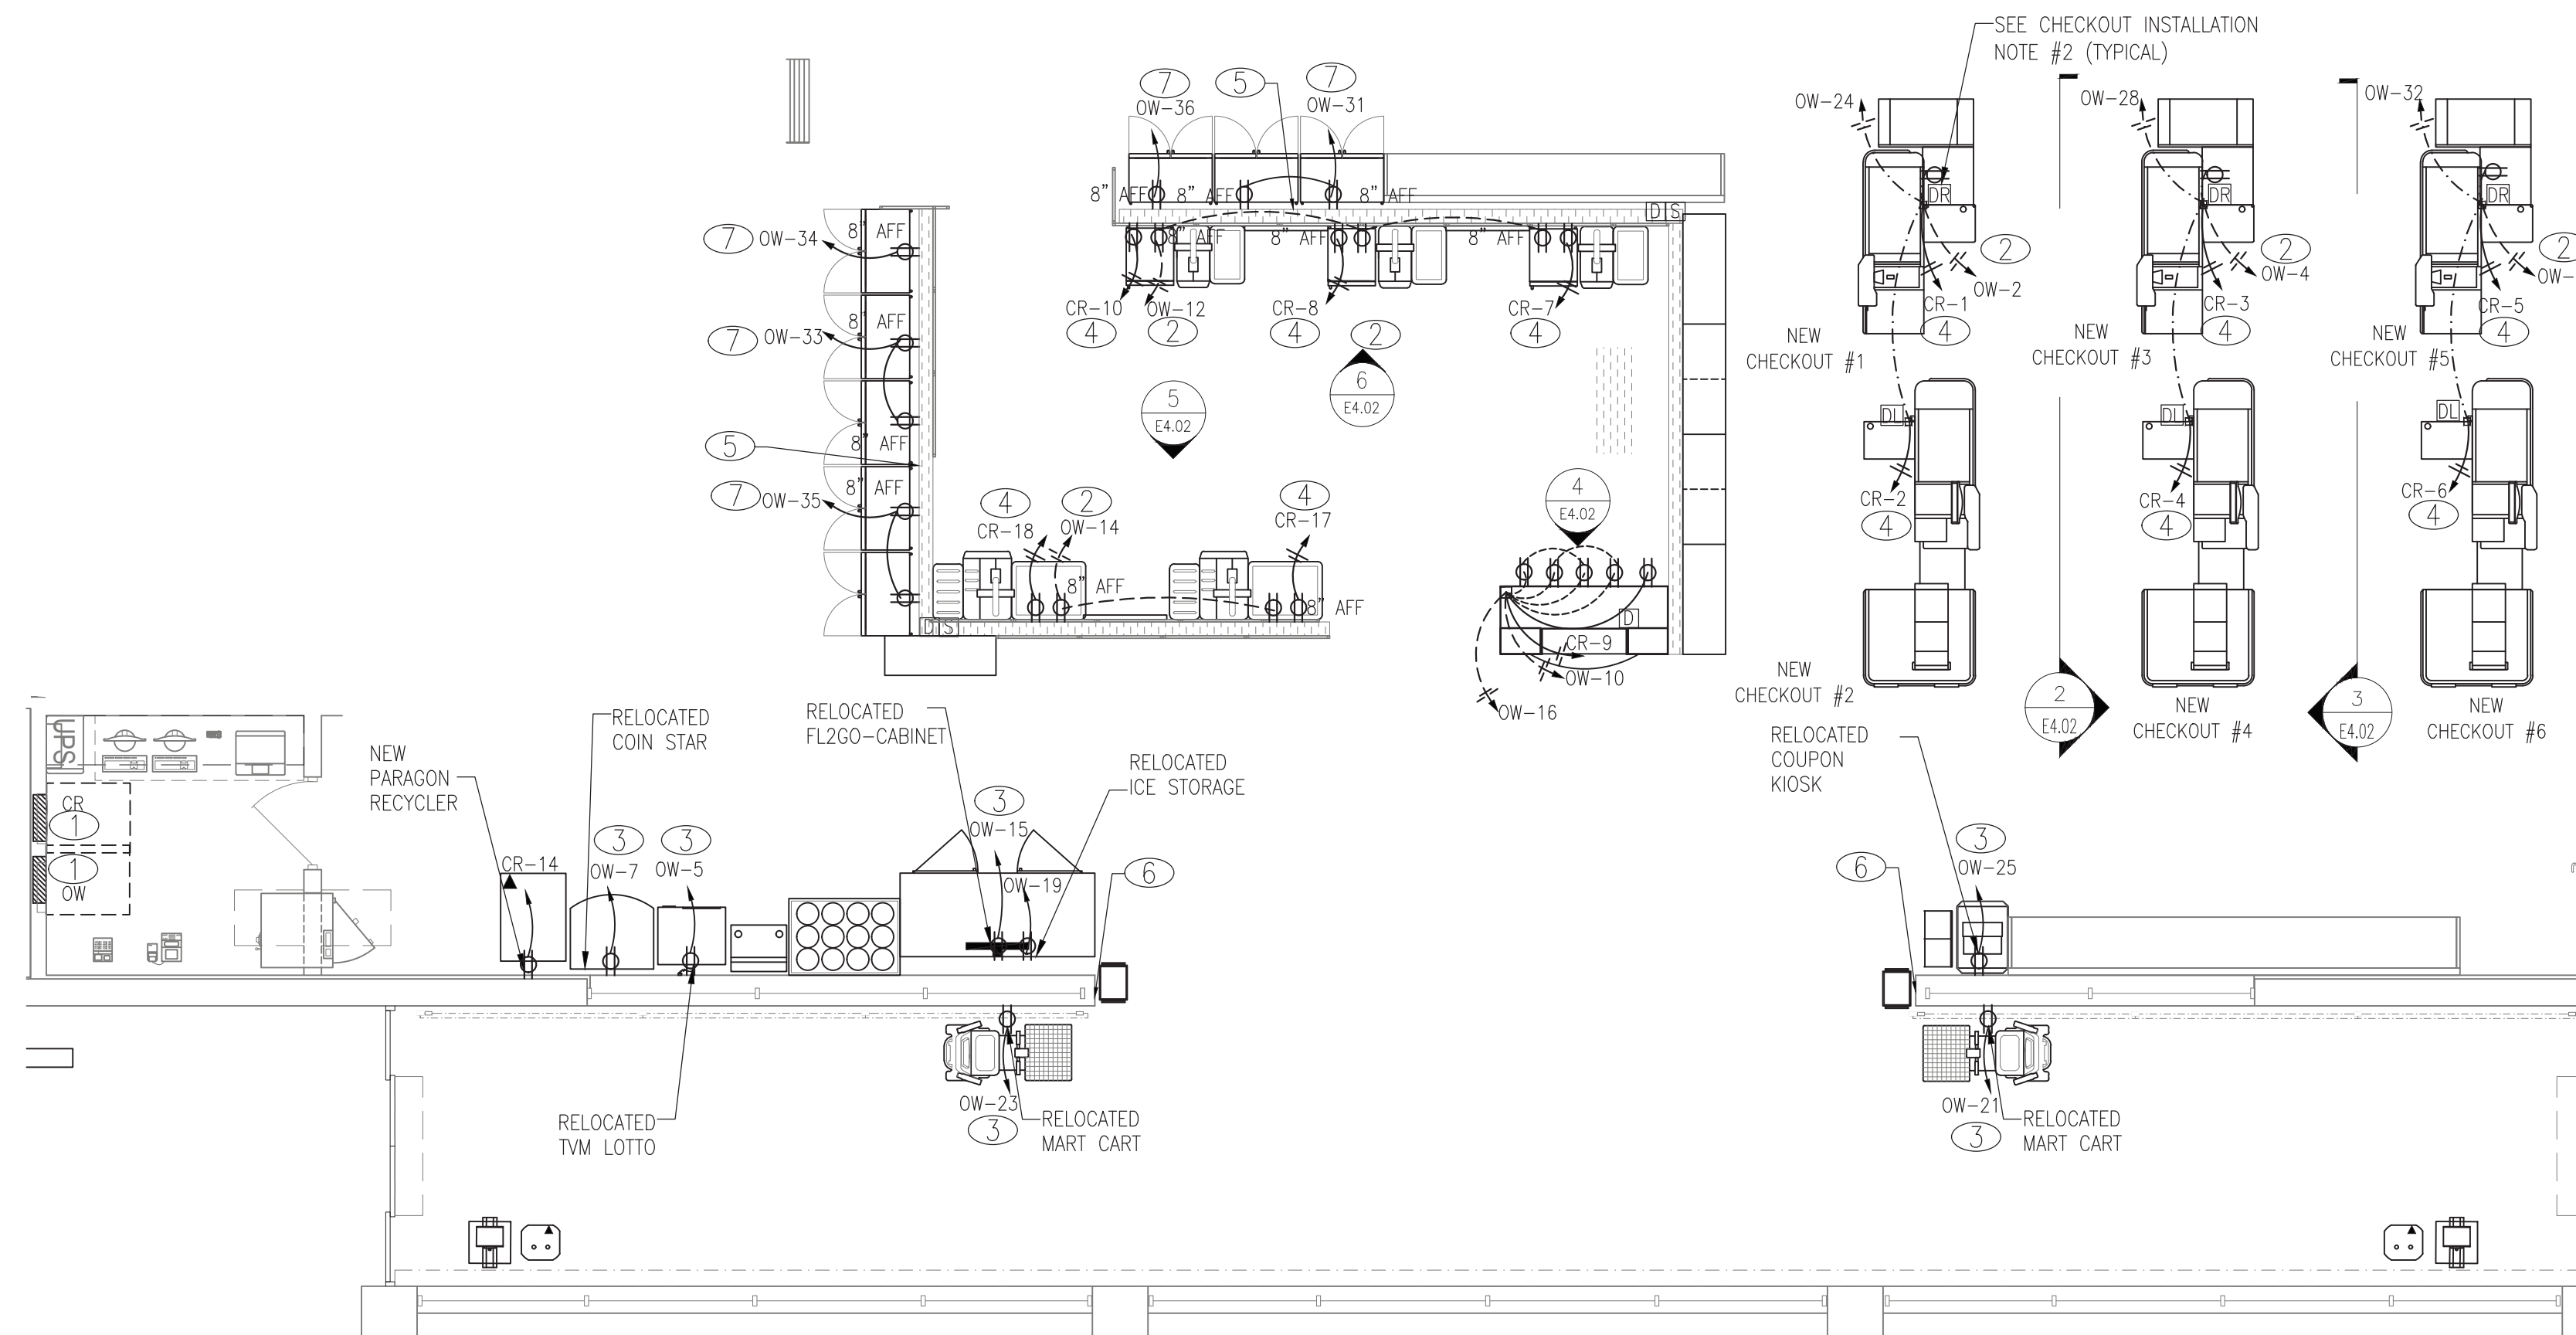 SEE CHECKOUT INSTALLATION
NOTE #2 (TYPICAL)
7
OW-36
5
7
OW-31
8" AFF
8" AFF
8" AFF
D
S
8" AFF
8" AFF
8" AFF
CR-10
4
OW-12
2
CR-8
4
2
CR-7
4
7
OW-34
8" AFF
7
OW-33
8" AFF
5
8" AFF
7
OW-35
8" AFF
5
E4.02
6
E4.02
4
E4.02
4
CR-18
2
OW-14
8" AFF
4
CR-17
8" AFF
D
S
D
CR-9
OW-10
OW-16
OW-24
DR
2
OW-2
CR-1
4
NEW
CHECKOUT #1
OW-28
DR
2
OW-4
CR-3
4
NEW
CHECKOUT #3
OW-32
DR
2
OW-
CR-5
4
NEW
CHECKOUT #5
DL
CR-2
4
NEW
CHECKOUT #2
DL
CR-4
4
NEW
CHECKOUT #4
DL
CR-6
4
NEW
CHECKOUT #6
2
E4.02
3
E4.02
UPS
CR
1
1
OW
NEW
PARAGON
RECYCLER
CR-14
RELOCATED
COIN STAR
3
OW-7
3
OW-5
RELOCATED
FL2GO-CABINET
3
OW-15
OW-19
RELOCATED
ICE STORAGE
6
RELOCATED
COUPON
KIOSK
6
3
OW-25
RELOCATED
TVM LOTTO
OW-23
3
RELOCATED
MART CART
OW-21
3
RELOCATED
MART CART